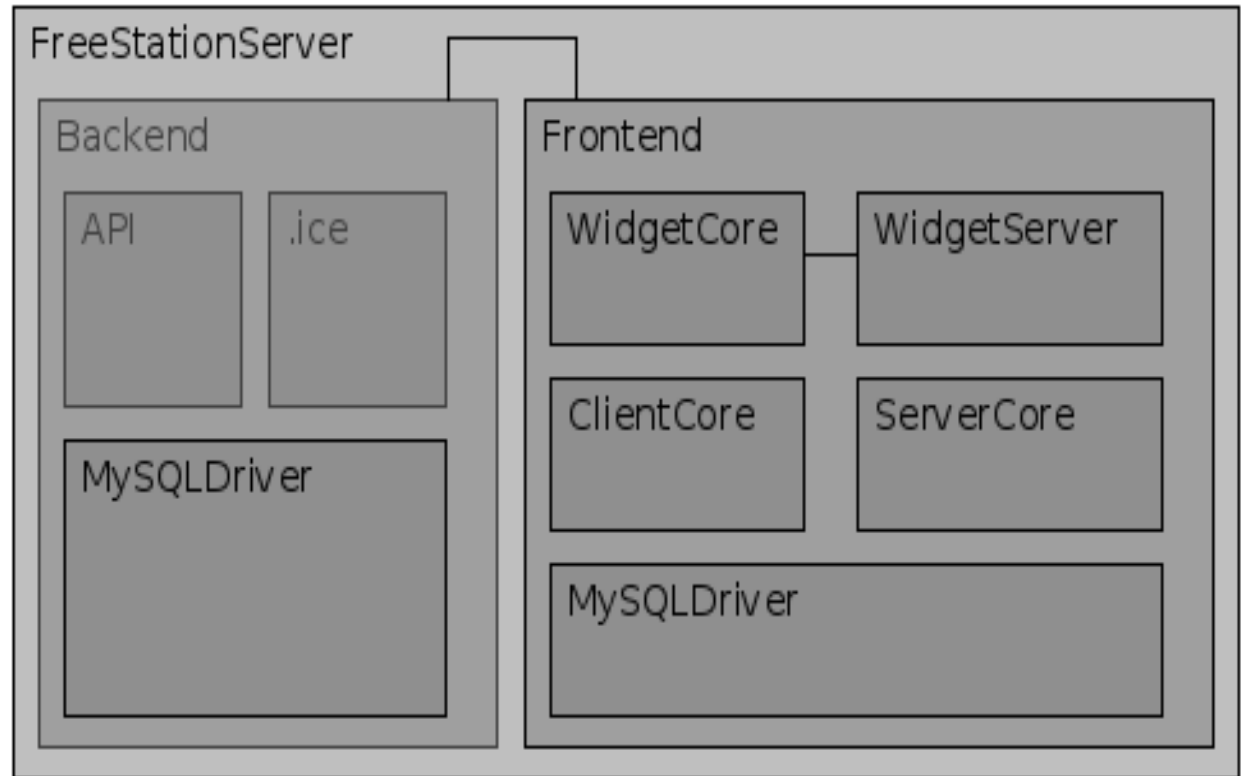 FreeStationServer
Backend
Frontend
API
.ice
WidgetCore
WidgetServer
MySQLDriver
ClientCore
ServerCore
MySQLDriver